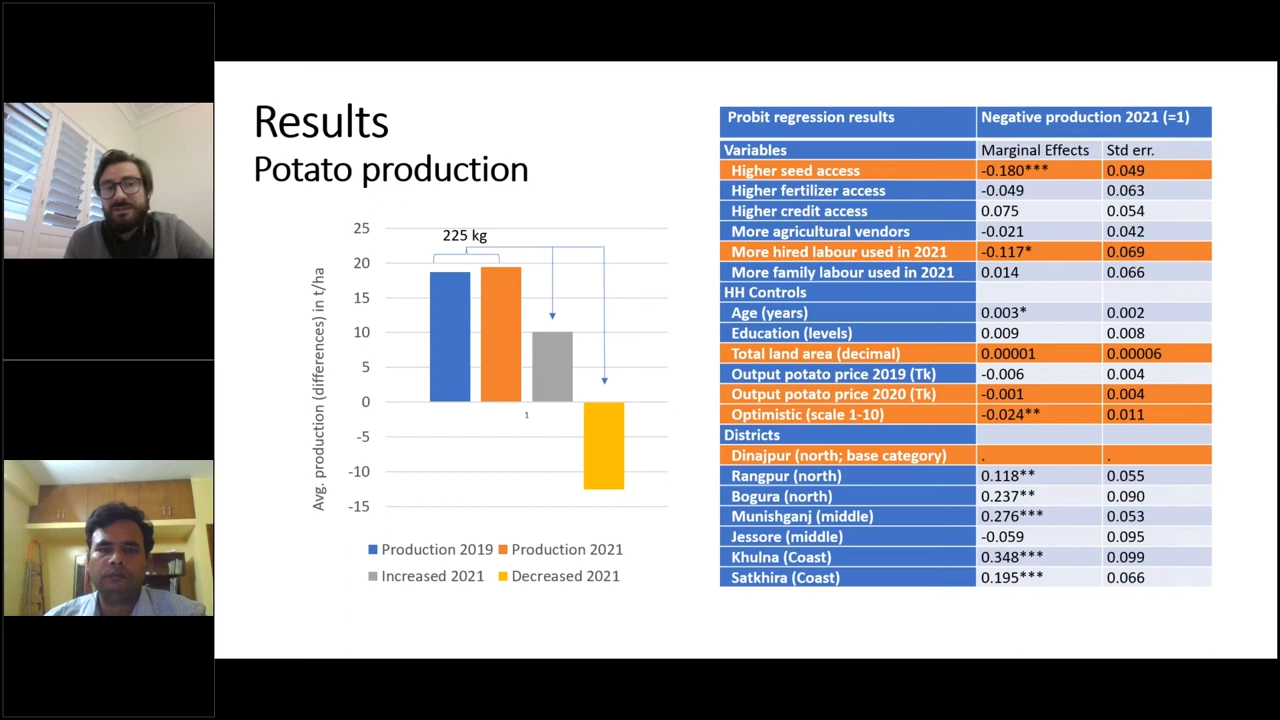 Results
Potato production
225 kg
25
20
15
10
5
0
-5
-10
-15
Avg. production (differences) in t/ha
1
Production 2019 Production 2021
Increased 2021 Decreased 2021
Probit regression results Negative production 2021 (=1)
Variables Marginal Effects Std err.
Higher seed access -0.180*** 0.049
Higher fertilizer access -0.049 0.063
Higher credit access 0.075 0.054
More agricultural vendors -0.021 0.042
More hired labour used in 2021 -0.117* 0.069
More family labour used in 2021 0.014 0.066
HH Controls
Age (years) 0.003* 0.002
Education (levels) 0.009 0.008
Total land area (decimal) 0.00001 0.00006
Output potato price 2019 (Tk) -0.006 0.004
Output potato price 2020 (Tk) -0.001 0.004
Optimistic (scale 1-10) -0.024** 0.011
Districts
Dinajpur (north; base category) . .
Rangpur (north) 0.118** 0.055
Bogura (north) 0.237** 0.090
Munishganj (middle) 0.276*** 0.053
Jessore (middle) -0.059 0.095
Khulna (Coast) 0.348*** 0.099
Satkhira (Coast) 0.195*** 0.066